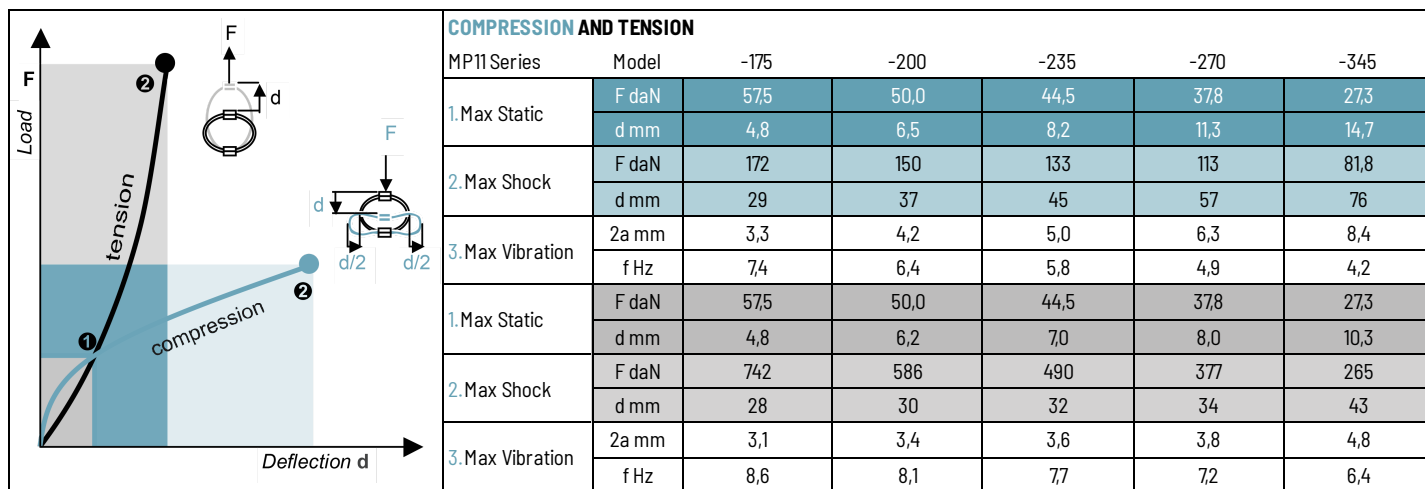 F
Load
F
d
❷
tension
F
d
d/2 d/2
❷
❶
compression
Deflection d
COMPRESSION AND TENSION
MP11 Series Model -175 -200 -235 -270 -345
1.Max Static F daN 57,5 50,0 44,5 37,8 27,3
d mm 4,8 6,5 8,2 11,3 14,7
2.Max Shock F daN 172 150 133 113 81,8
d mm 29 37 45 57 76
3.Max Vibration 2a mm 3,3 4,2 5,0 6,3 8,4
f Hz 7,4 6,4 5,8 4,9 4,2
1.Max Static F daN 57,5 50,0 44,5 37,8 27,3
d mm 4,8 6,2 7,0 8,0 10,3
2.Max Shock F daN 742 586 490 377 265
d mm 28 30 32 34 43
3.Max Vibration 2a mm 3,1 3,4 3,6 3,8 4,8
f Hz 8,6 8,1 7,7 7,2 6,4